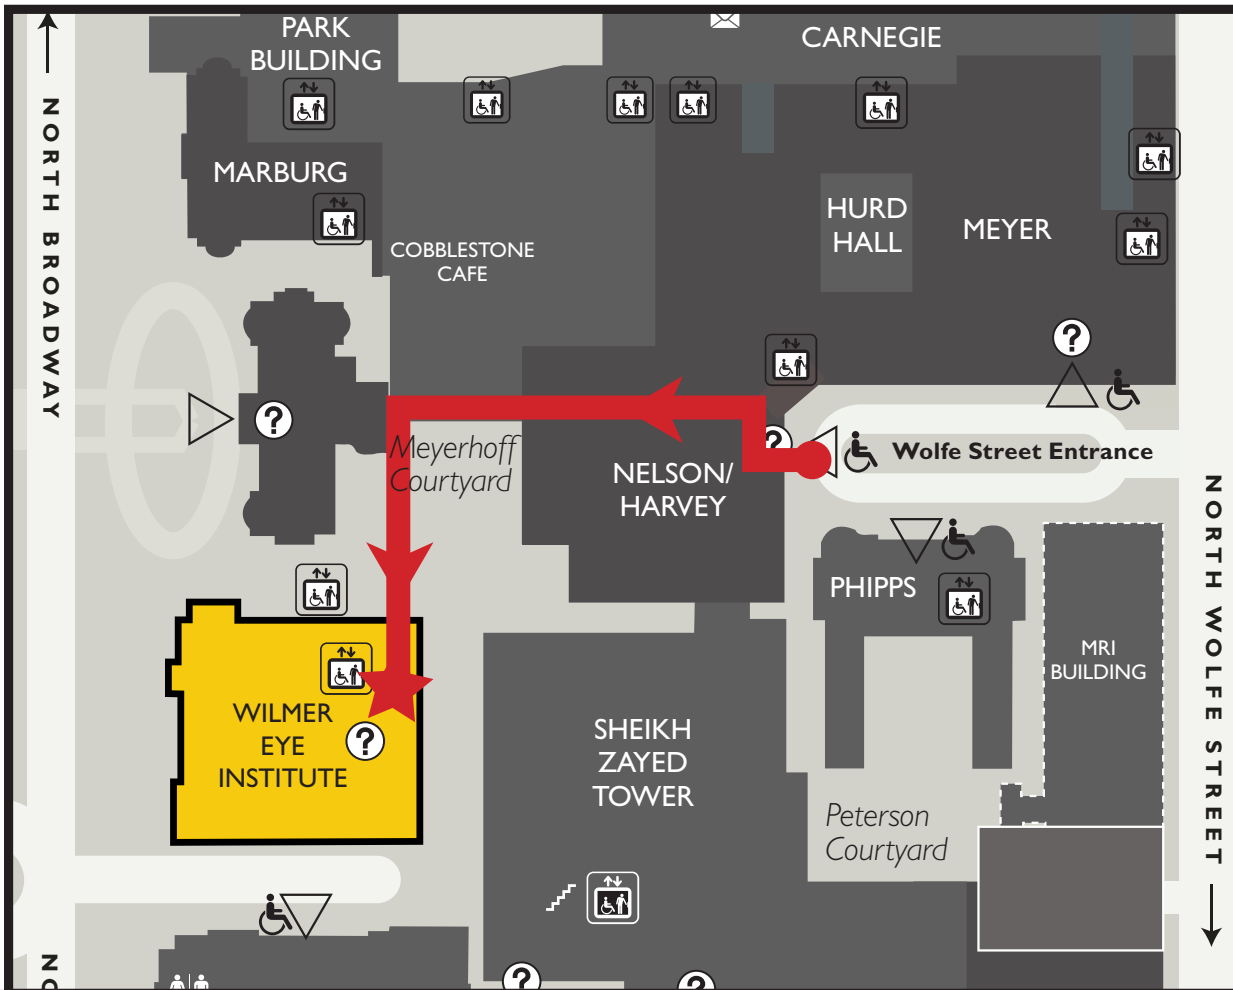 PARK
BUILDING
CARNEGIE
NORTH BROADWAY
MARBURG
HURD
HALL
MEYER
COBBLESTONE
CAFE
?
?
?
Meyerhoff
Courtyard
Wolfe Street Entrance
NELSON/
HARVEY
NORTH WOLFE STREET
PHIPPS
MRI
BUILDING
WILMER
EYE
INSTITUTE
?
SHEIKH
ZAYED
TOWER
Peterson
Courtyard
NO
?
?